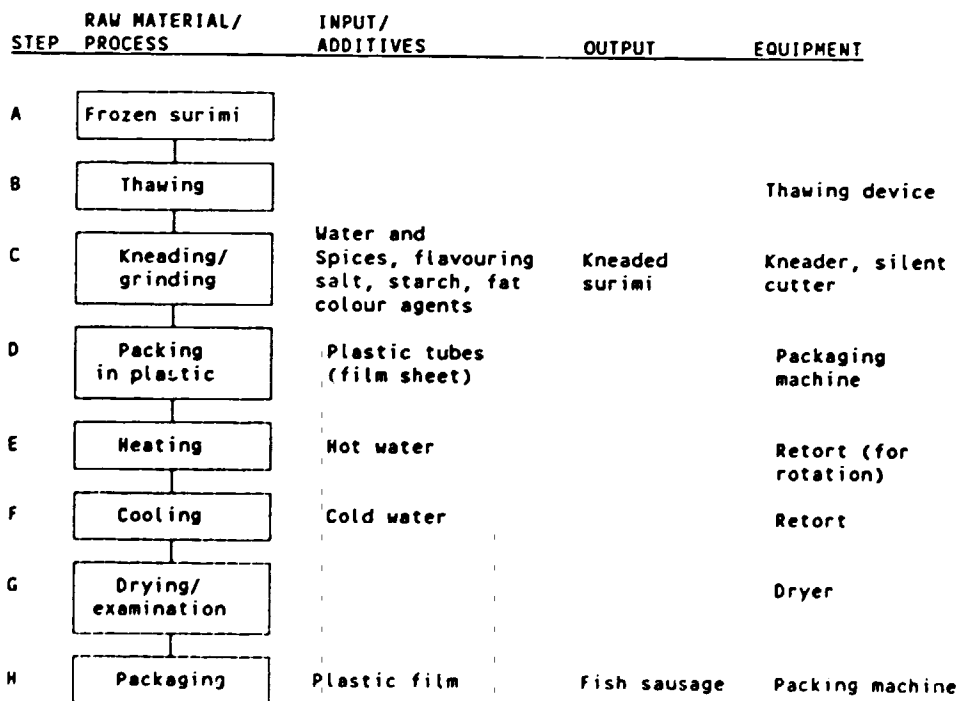 RAW MATERIAL/ INPUT/
STEP PROCESS ADDITIVES OUTPUT EQUIPMENT
A Frozen surimi
B Thawing Thawing device
Water and
C Kneading/ Spices, flavouring Kneaded Kneader, silent
grinding salt, starch, fat surimi cutter
colour agents
D Packing Plastic tubes Packaging
in plastic (film sheet) machine
E Heating Hot water Retort (for
rotation)
F Cooling Cold water Retort
G Drying/ Dryer
examination
H Packaging Plastic film Fish sausage Packing machine